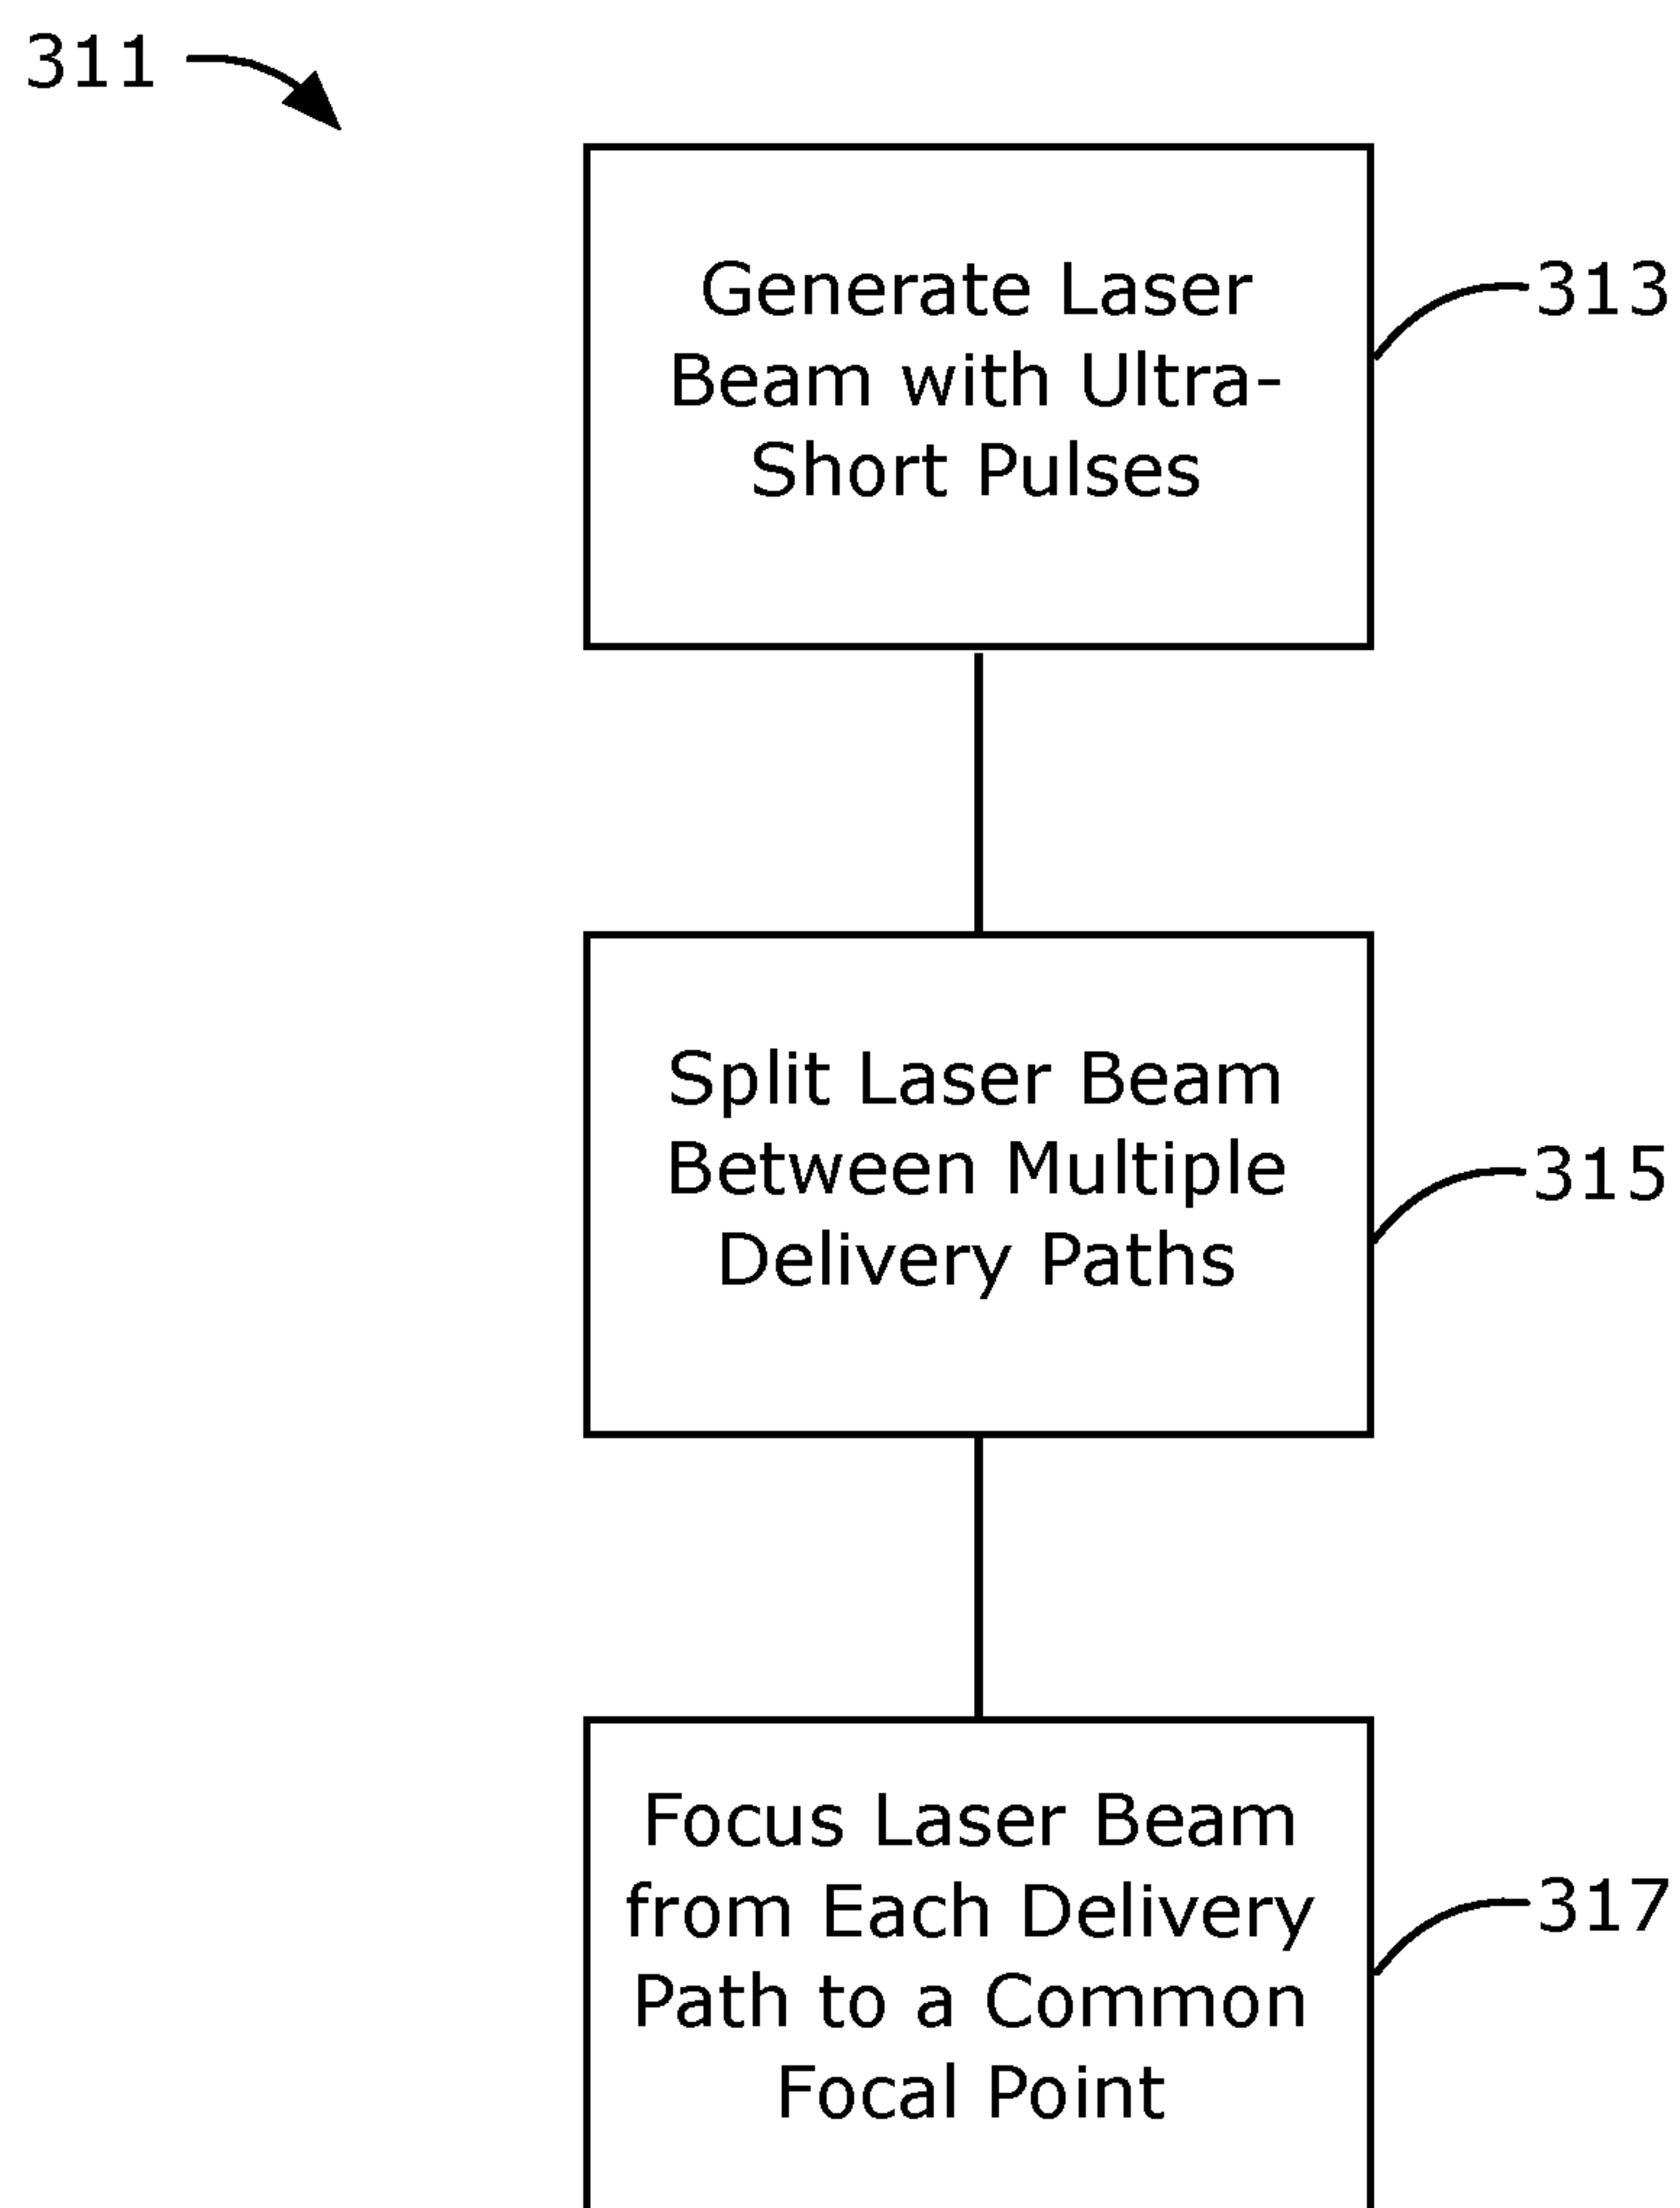 311
Generate Laser
Beam with Ultra-
Short Pulses
313
Split Laser Beam
Between Multiple
Delivery Paths
315
Focus Laser Beam
from Each Delivery
Path to a Common
Focal Point
317